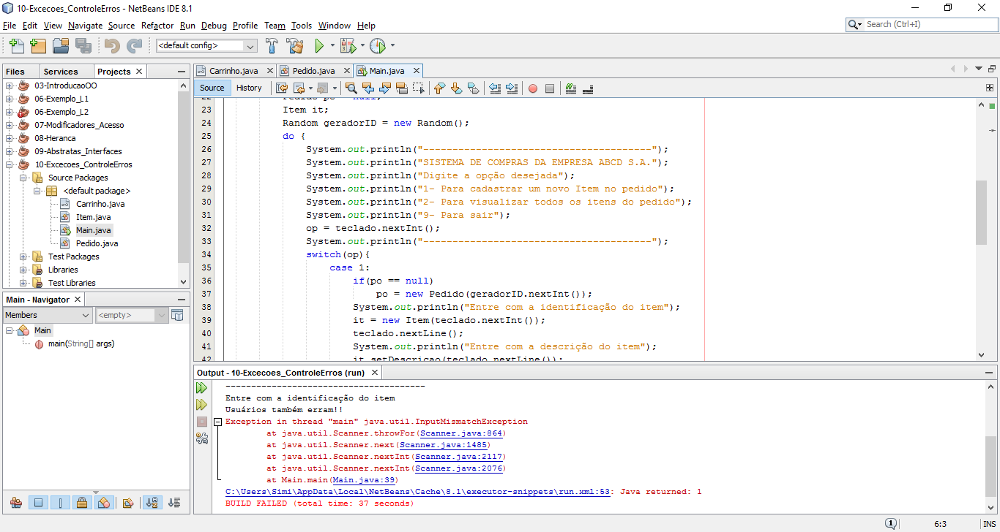 10-Excecoes_ControleErros - NetBeans IDE 8.1
File Edit View Navigate Source Refactor Run Debug Profile Team Tools Window Help
Search (Ctrl+I)
<default config>
Files Services Projects
03-IntroducaoOO
06-Exemplo_L1
06-Exemplo_L2
07-Modificadores_Acesso
08-Heranca
09-Abstratas_Interfaces
10-Excecoes_ControleErros
Source Packages
<default package>
Carrinho.java
Item.java
Main.java
Pedido.java
Test Packages
Libraries
Test Libraries
Main - Navigator
Members <empty>
Main
main(String[] args)
Carrinho.java Pedido.java Main.java
Source History
23 Item it;
24 Random geradorID = new Random();
25 do {
26 System.out.println("---------------------------------------");
27 System.out.println("SISTEMA DE COMPRAS DA EMPRESA ABCD S.A.");
28 System.out.println("Digite a opção desejada");
29 System.out.println("1- Para cadastrar um novo Item no pedido");
30 System.out.println("2- Para visualizar todos os itens do pedido");
31 System.out.println("9- Para sair");
32 op = teclado.nextInt();
33 System.out.println("---------------------------------------");
34 switch(op){
35 case 1:
36 if(po == null)
37 po = new Pedido(geradorID.nextInt());
38 System.out.println("Entre com a identificação do item");
39 it = new Item(teclado.nextInt());
40 teclado.nextLine();
41 System.out.println("Entre com a descrição do item");
42 it.setDescricao(teclado.nextLine());
Output - 10-Excecoes_ControleErros (run)
---------------------------------------
Entre com a identificação do item
Usuários também erram!!
Exception in thread "main" java.util.InputMismatchException
at java.util.Scanner.throwFor(Scanner.java:864)
at java.util.Scanner.next(Scanner.java:1485)
at java.util.Scanner.nextInt(Scanner.java:2117)
at java.util.Scanner.nextInt(Scanner.java:2076)
at Main.main(Main.java:39)
C:\Users\Simi\AppData\Local\NetBeans\Cache\8.1\executor-snippets\run.xml:53: Java returned: 1
BUILD FAILED (total time: 37 seconds)
1 6:3 INS